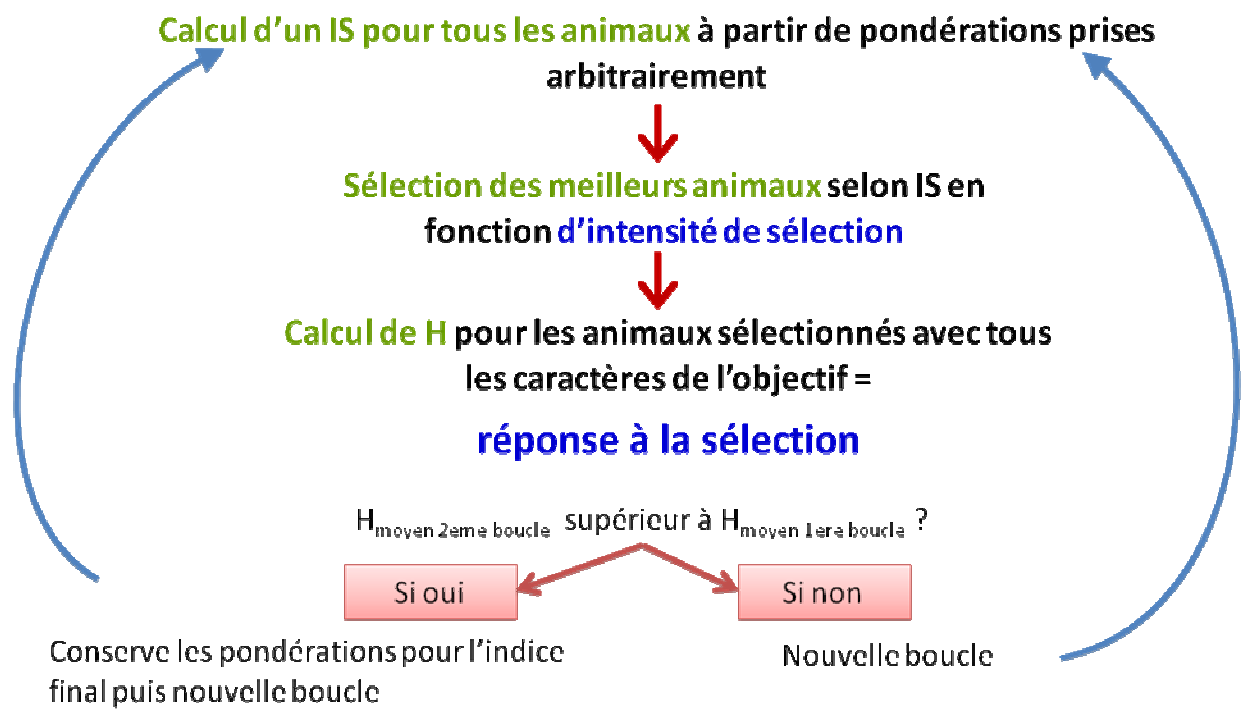 Calcul d'un IS pour tous les animaux à partir de pondérations prises
arbitrairement
Sélection des meilleurs animaux selon IS en
fonction d'intensité de sélection
Calcul de H pour les animaux sélectionnés avec tous
les caractères de l'objectif =
réponse à la sélection
H moyen 2eme boucle supérieur à H moyen 1ere boucle ?
Si oui
Si non
Conserve les pondérations pour l'indice
final puis nouvelle boucle
Nouvelle boucle